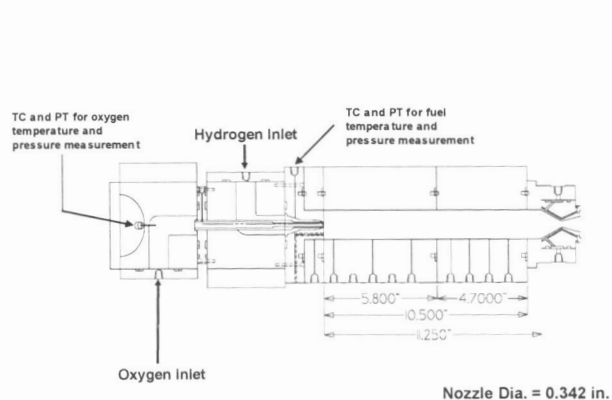 TC and PT for oxygen
temperature and
pressure measurement
Hydrogen Inlet
TC and PT for fuel
temperature and
pressure measurement
5.800"
4.7000"
10.500"
11.250"
Oxygen Inlet
Nozzle Dia. = 0.342 in.